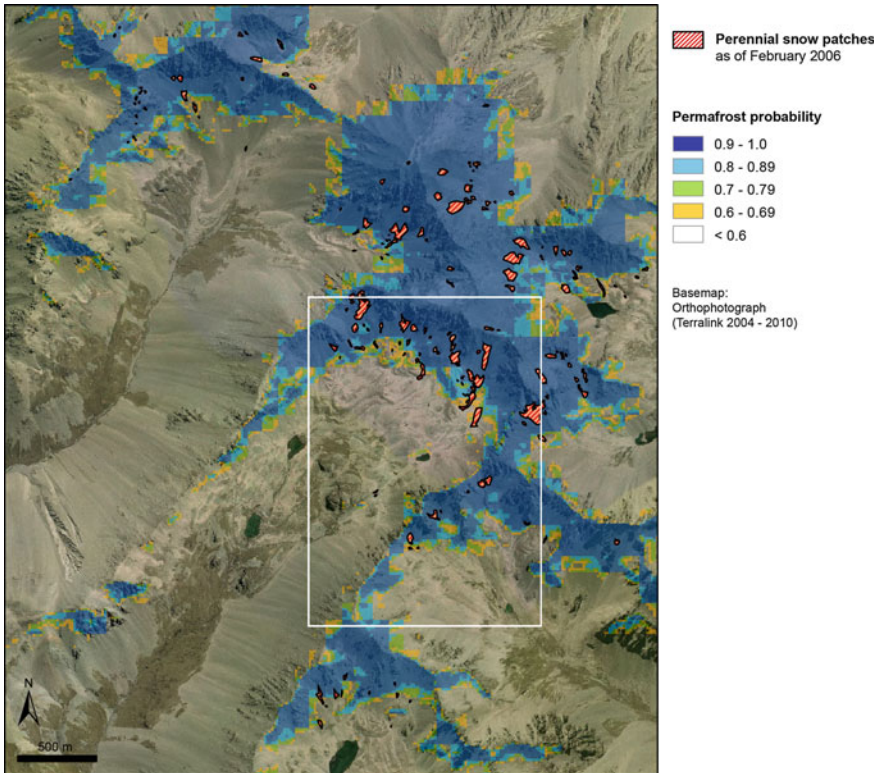 Perennial snow patches
as of February 2006
Permafrost probability
0.9 - 1.0
0.8 - 0.89
0.7 - 0.79
0.6 - 0.69
< 0.6
Basemap:
Orthophotograph
(Terralink 2004 - 2010)
N
500 m